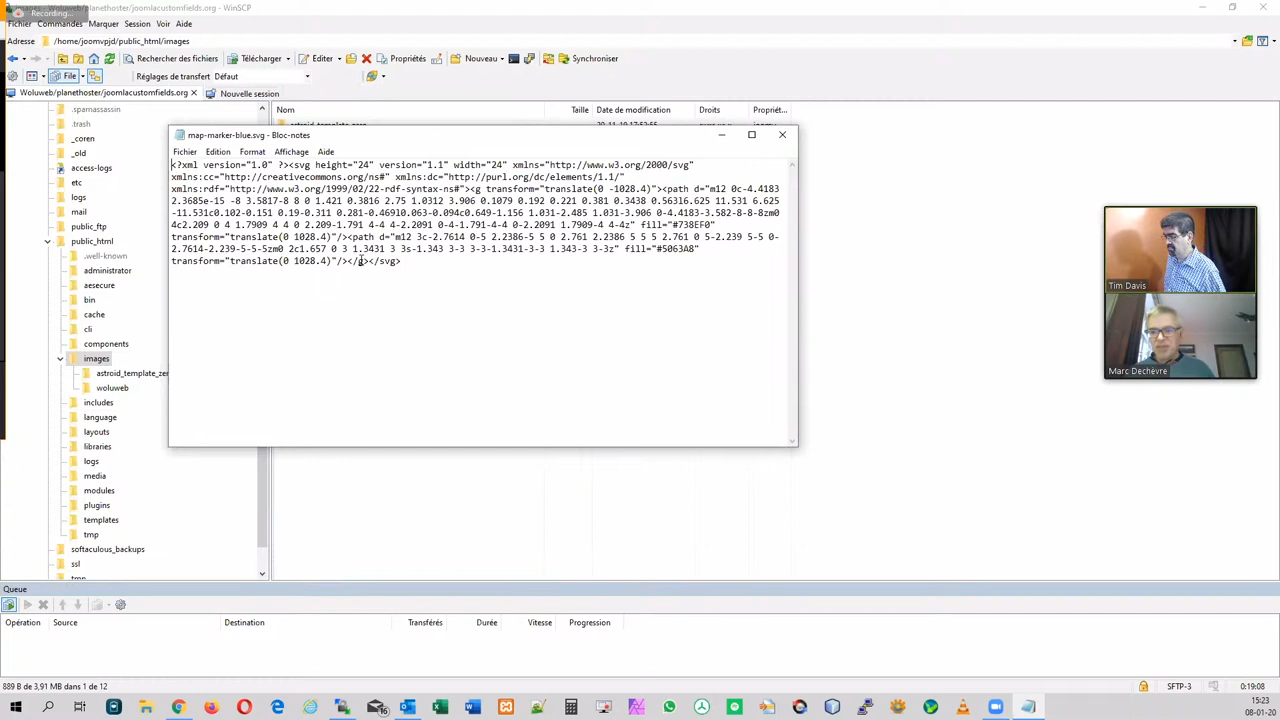 Recording...
images - Woluweb/planethoster/joomlacustomfields.org - WinSCP
Fichier Commandes Marquer Session Voir Aide
Adresse /home/joomvpjd/public_html/images
Rechercher des fichiers Télécharger Editer Propriétés Nouveau Synchroniser
File Réglages de transfert Défaut
Woluweb/planethoster/joomlacustomfields.org × Nouvelle session
Nom Taille Date de modification Droits Propriét...
.spamassassin
.trash
_coren
_old
access-logs
etc
logs
mail
public_ftp
public_html
.well-known
administrator
aesecure
bin
cache
cli
components
images
astroid_template_zer
woluweb
includes
language
layouts
libraries
logs
media
modules
plugins
templates
tmp
softaculous_backups
ssl
tmp
map-marker-blue.svg - Bloc-notes
Fichier Edition Format Affichage Aide
<?xml version="1.0" ?><svg height="24" version="1.1" width="24" xmlns="http://www.w3.org/2000/svg"
xmlns:cc="http://creativecommons.org/ns#" xmlns:dc="http://purl.org/dc/elements/1.1/"
xmlns:rdf="http://www.w3.org/1999/02/22-rdf-syntax-ns#"><g transform="translate(0 -1028.4)"><path d="m12 0c-4.4183
2.3685e-15 -8 3.5817-8 8 0 1.421 0.3816 2.75 1.0312 3.906 0.1079 0.192 0.221 0.381 0.3438 0.563l6.625 11.531 6.625
-11.531c0.102-0.151 0.19-0.311 0.281-0.469l0.063-0.094c0.649-1.156 1.031-2.485 1.031-3.906 0-4.4183-3.582-8-8-8zm0
4c2.209 0 4 1.7909 4 4 0 2.209-1.791 4-4 4-2.2091 0-4-1.791-4-4 0-2.2091 1.7909-4 4-4z" fill="#738EF0"
transform="translate(0 1028.4)"/><path d="m12 3c-2.7614 0-5 2.2386-5 5 0 2.761 2.2386 5 5 5 2.761 0 5-2.239 5-5 0-
2.7614-2.239-5-5-5zm0 2c1.657 0 3 1.3431 3 3s-1.343 3-3 3-3-1.3431-3-3 1.343-3 3-3z" fill="#5063A8"
transform="translate(0 1028.4)"/></g></svg>
Tim Davis
Marc Dechèvre
Queue
Opération Source Destination Transférés Durée Vitesse Progression
889 B de 3,91 MB dans 1 de 12 SFTP-3 0:19:08
15:23
08-01-20